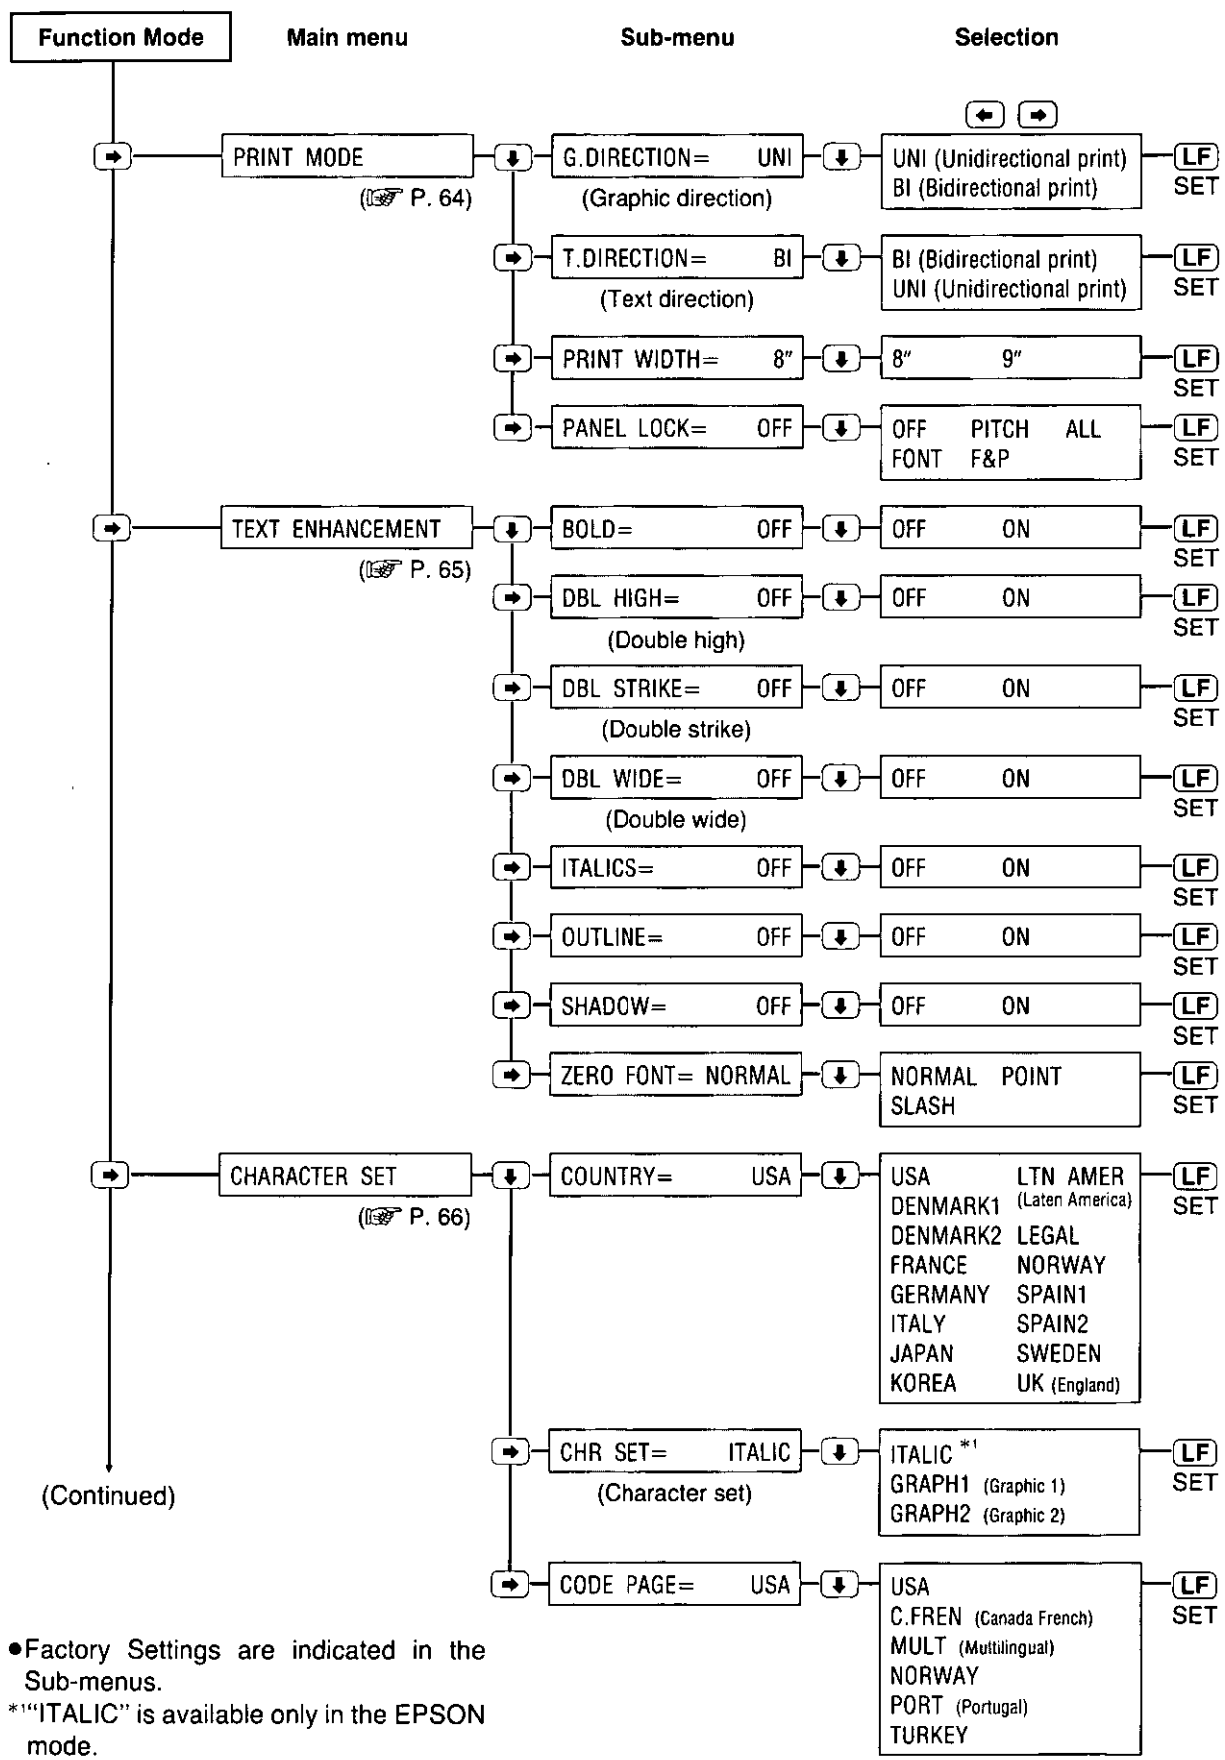 Function Mode Main menu Sub-menu Selection
PRINT MODE G.DIRECTION= UNI UNI (Unidirectional print) LF
BI (Bidirectional print) SET
(☞ P. 64) (Graphic direction)
T.DIRECTION= BI BI (Bidirectional print) LF
UNI (Unidirectional print) SET
(Text direction)
PRINT WIDTH= 8" 8" 9" LF
SET
PANEL LOCK= OFF OFF PITCH ALL LF
FONT F&P SET
TEXT ENHANCEMENT BOLD= OFF OFF ON LF
(☞ P. 65) SET
DBL HIGH= OFF OFF ON LF
(Double high) SET
DBL STRIKE= OFF OFF ON LF
(Double strike) SET
DBL WIDE= OFF OFF ON LF
(Double wide) SET
ITALICS= OFF OFF ON LF
SET
OUTLINE= OFF OFF ON LF
SET
SHADOW= OFF OFF ON LF
SET
ZERO FONT= NORMAL NORMAL POINT LF
SLASH SET
CHARACTER SET COUNTRY= USA USA LTN AMER LF
(☞ P. 66) DENMARK1 (Laten America) SET
DENMARK2 LEGAL
FRANCE NORWAY
GERMANY SPAIN1
ITALY SPAIN2
JAPAN SWEDEN
KOREA UK (England)
CHR SET= ITALIC ITALIC *1 LF
(Continued) (Character set) GRAPH1 (Graphic 1) SET
GRAPH2 (Graphic 2)
CODE PAGE= USA USA LF
C.FREN (Canada French) SET
MULT (Multilingual)
NORWAY
PORT (Portugal)
TURKEY
●Factory Settings are indicated in the
Sub-menus.
*1"ITALIC" is available only in the EPSON
mode.